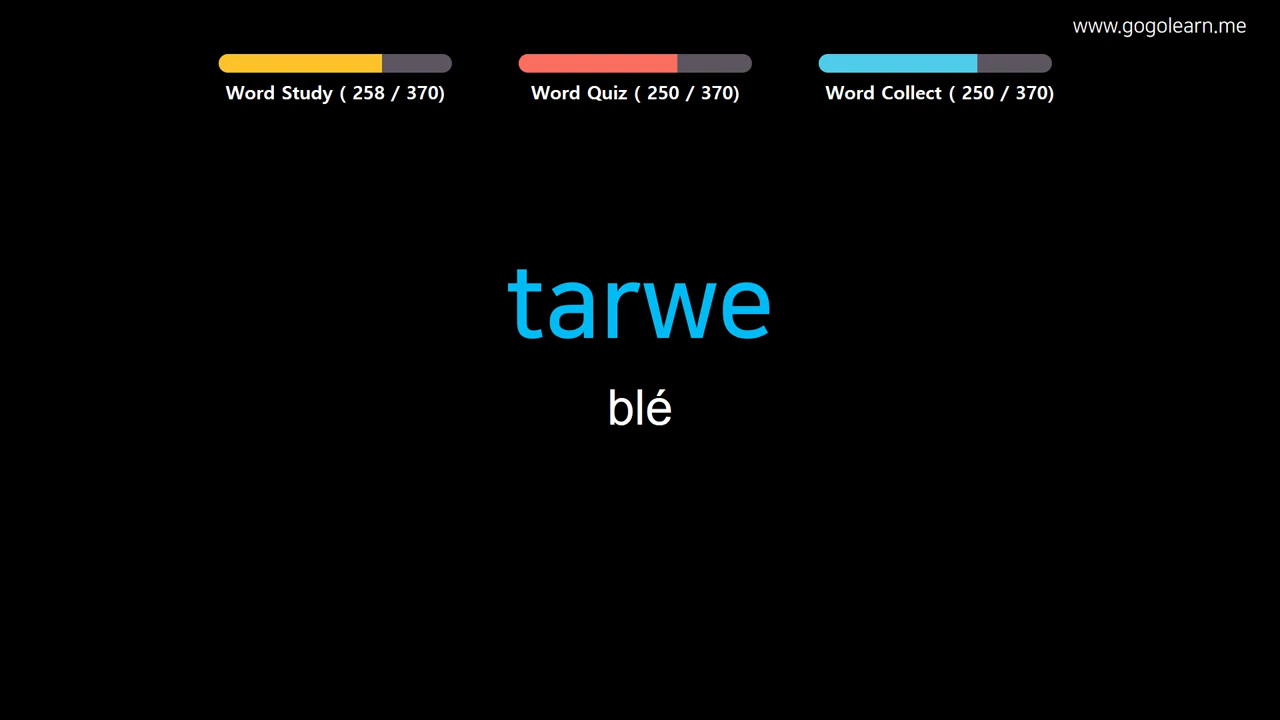 www.gogolearn.me
Word Study ( 258 / 370)
Word Quiz ( 250 / 370)
Word Collect ( 250 / 370)
tarwe
blé